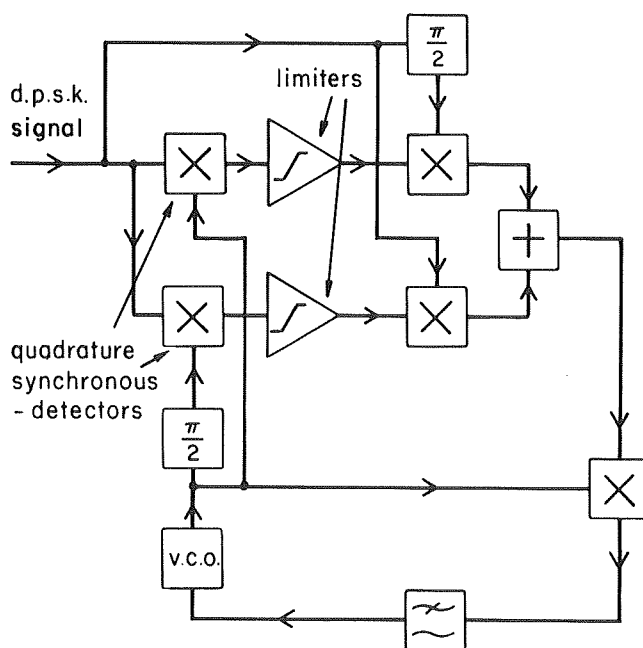 π/2
limiters
d.p.s.k.
signal
×
×
+
×
×
quadrature
synchronous
- detectors
π/2
×
v.c.o.